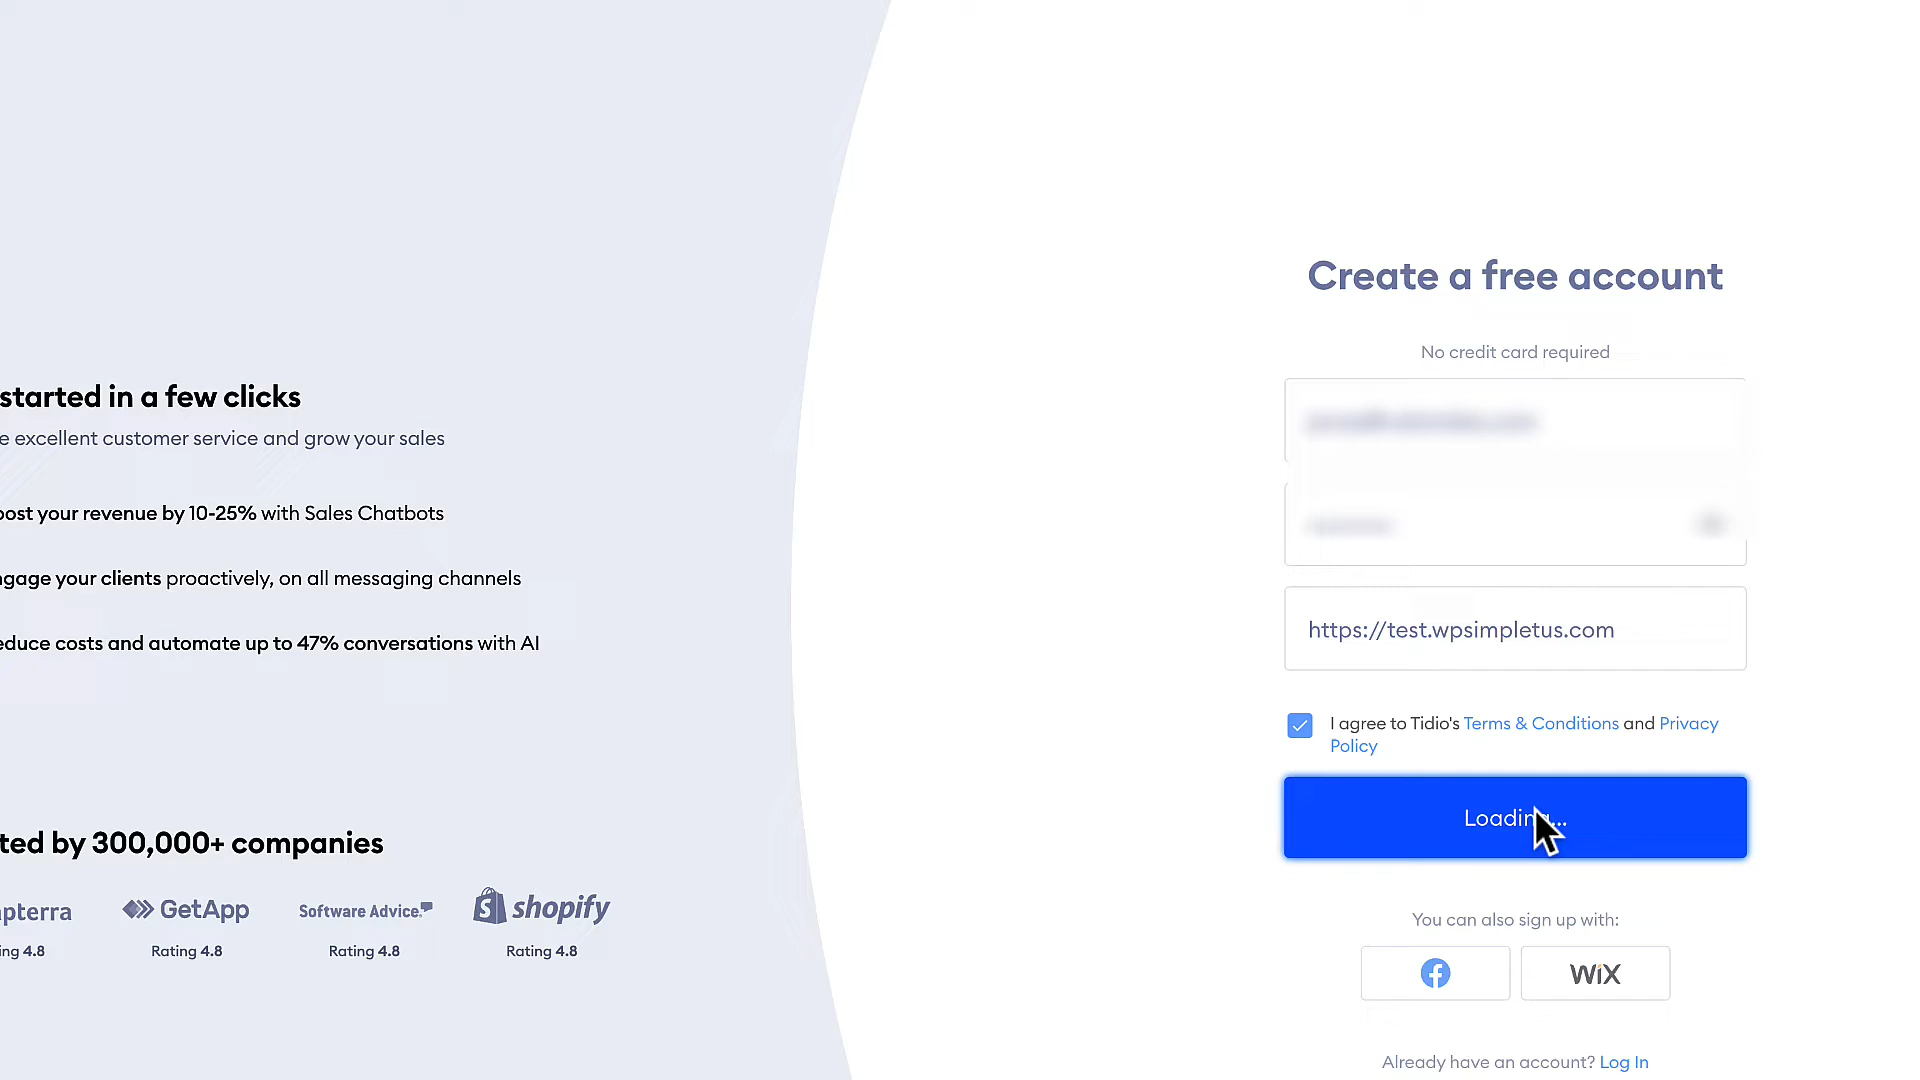 started in a few clicks
e excellent customer service and grow your sales
oost your revenue by 10-25% with Sales Chatbots
ngage your clients proactively, on all messaging channels
educe costs and automate up to 47% conversations with AI
ted by 300,000+ companies
apterra GetApp Software Advice. shopify
ing 4.8 Rating 4.8 Rating 4.8 Rating 4.8
Create a free account
No credit card required
https://test.wpsimpletus.com
I agree to Tidio's Terms & Conditions and Privacy
Policy
Loading...
You can also sign up with:
WiX
Already have an account? Log In